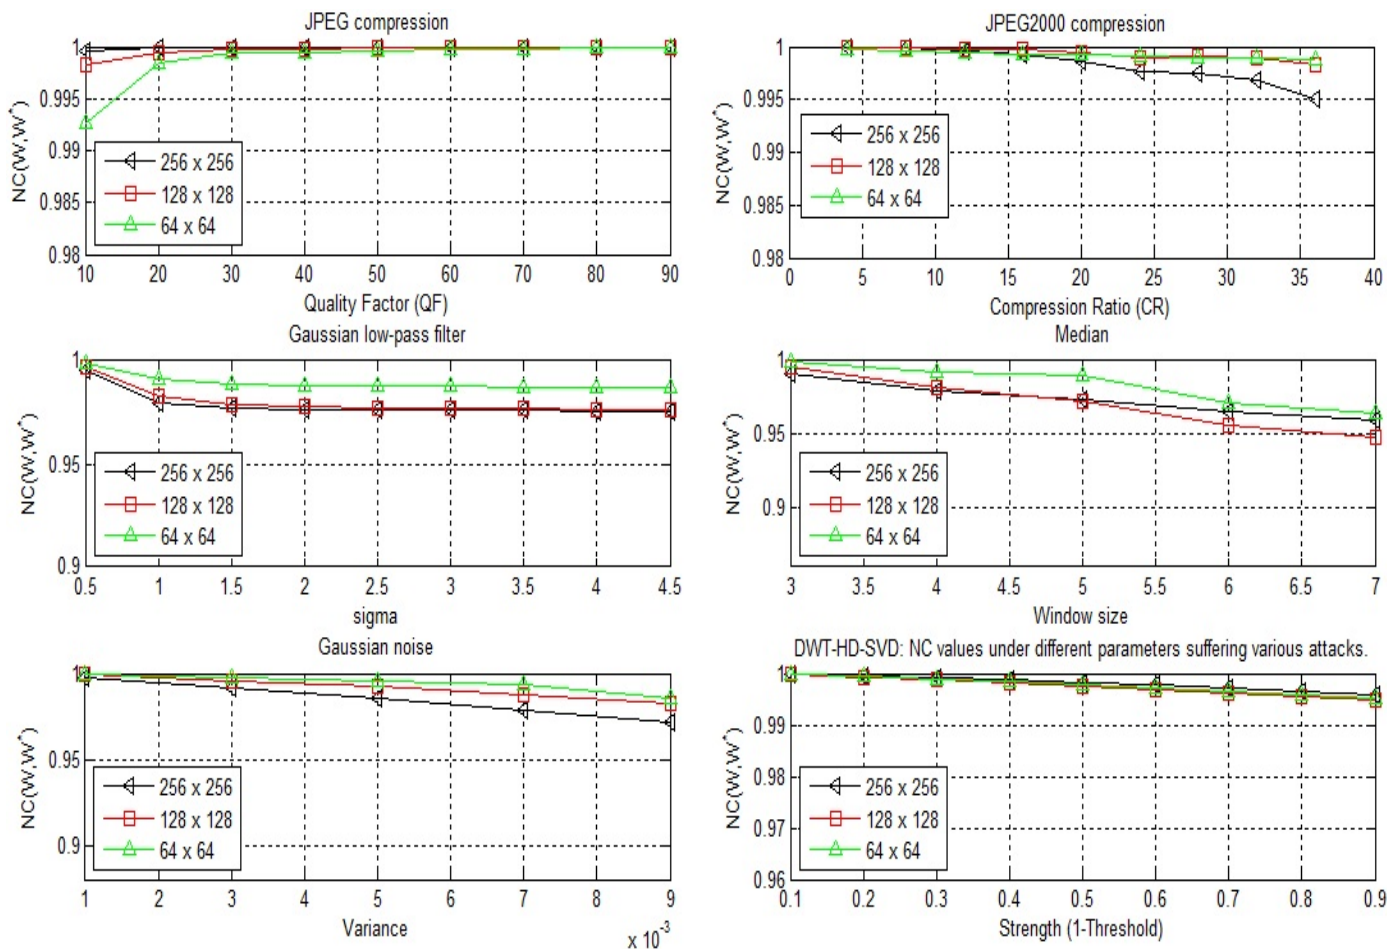 JPEG compression
NC(W,W*)
1
0.995
0.99
0.985
0.98
256 x 256
128 x 128
64 x 64
10 20 30 40 50 60 70 80 90
Quality Factor (QF)
JPEG2000 compression
NC(W,W*)
1
0.995
0.99
0.985
0.98
256 x 256
128 x 128
64 x 64
0 5 10 15 20 25 30 35 40
Compression Ratio (CR)
Gaussian low-pass filter
NC(W,W*)
1
0.95
0.9
256 x 256
128 x 128
64 x 64
0.5 1 1.5 2 2.5 3 3.5 4 4.5
sigma
Median
NC(W,W*)
1
0.95
0.9
256 x 256
128 x 128
64 x 64
3 3.5 4 4.5 5 5.5 6 6.5 7
Window size
Gaussian noise
NC(W,W*)
1
0.95
0.9
256 x 256
128 x 128
64 x 64
1 2 3 4 5 6 7 8 9
Variance
x 10-3
DWT-HD-SVD: NC values under different parameters suffering various attacks.
NC(W,W*)
1
0.99
0.98
0.97
0.96
256 x 256
128 x 128
64 x 64
0.1 0.2 0.3 0.4 0.5 0.6 0.7 0.8 0.9
Strength (1-Threshold)